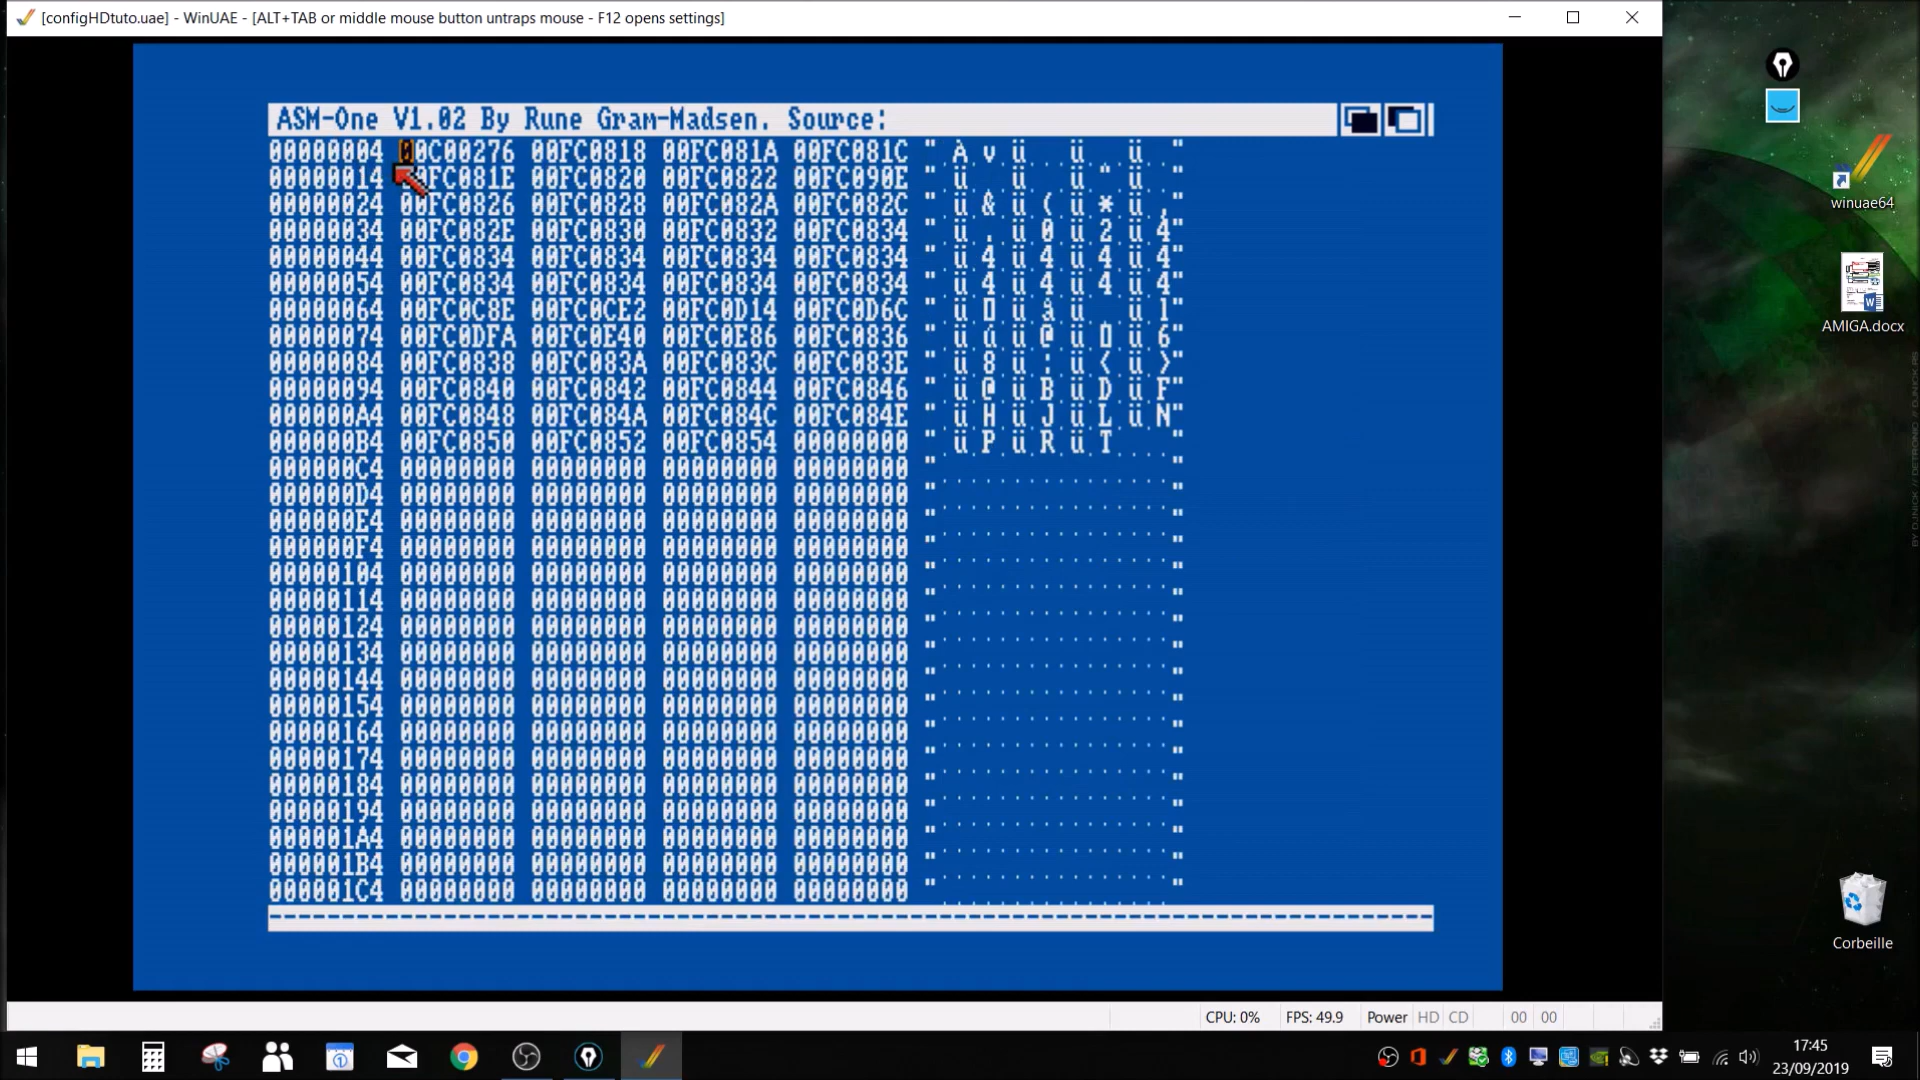 [configHDtuto.uae] - WinUAE - [ALT+TAB or middle mouse button untraps mouse - F12 opens settings]
ASM-One V1.02 By Rune Gram-Madsen. Source:
00000004 00C00276 00FC0818 00FC081A 00FC081C
00000014 00FC081E 00FC0820 00FC0822 00FC090E
00000024 00FC0826 00FC0828 00FC082A 00FC082C
00000034 00FC082E 00FC0830 00FC0832 00FC0834
00000044 00FC0834 00FC0834 00FC0834 00FC0834
00000054 00FC0834 00FC0834 00FC0834 00FC0834
00000064 00FC0C8E 00FC0CE2 00FC0D14 00FC0D6C
00000074 00FC0DFA 00FC0E40 00FC0E86 00FC0836
00000084 00FC0838 00FC083A 00FC083C 00FC083E
00000094 00FC0840 00FC0842 00FC0844 00FC0846
000000A4 00FC0848 00FC084A 00FC084C 00FC084E
000000B4 00FC0850 00FC0852 00FC0854 00000000
000000C4 00000000 00000000 00000000 00000000
000000D4 00000000 00000000 00000000 00000000
000000E4 00000000 00000000 00000000 00000000
000000F4 00000000 00000000 00000000 00000000
00000104 00000000 00000000 00000000 00000000
00000114 00000000 00000000 00000000 00000000
00000124 00000000 00000000 00000000 00000000
00000134 00000000 00000000 00000000 00000000
00000144 00000000 00000000 00000000 00000000
00000154 00000000 00000000 00000000 00000000
00000164 00000000 00000000 00000000 00000000
00000174 00000000 00000000 00000000 00000000
00000184 00000000 00000000 00000000 00000000
00000194 00000000 00000000 00000000 00000000
000001A4 00000000 00000000 00000000 00000000
000001B4 00000000 00000000 00000000 00000000
000001C4 00000000 00000000 00000000 00000000
CPU: 0% FPS: 49.9 Power HD CD 00 00
winuae64
AMIGA.docx
BY DJNICK // DETRONIC // DJNICK.RS
Corbeille
17:45
23/09/2019